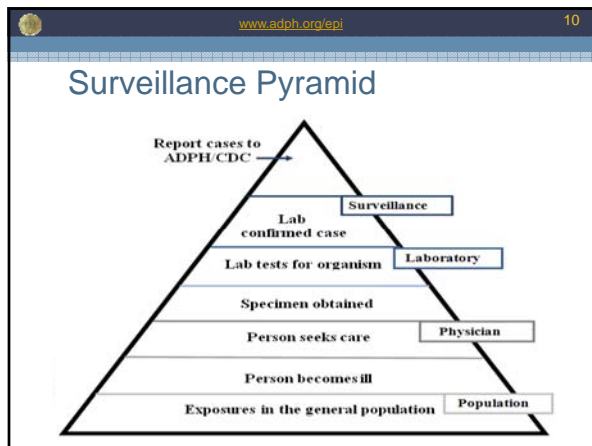 www.adph.org/epi
10
Surveillance Pyramid
Report cases to
ADPH/CDC
Surveillance
Lab
confirmed case
Laboratory
Lab tests for organism
Specimen obtained
Physician
Person seeks care
Person becomes ill
Population
Exposures in the general population